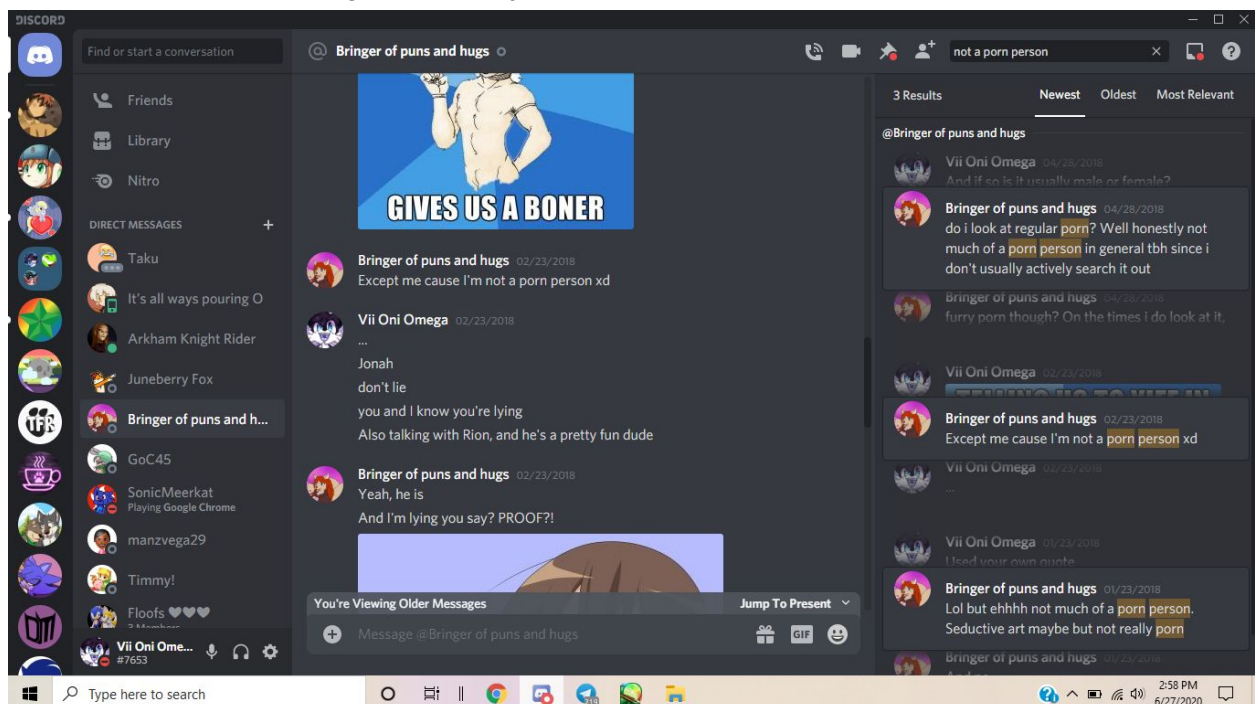 DISCORD
Find or start a conversation
Friends
Library
Nitro
DIRECT MESSAGES
Taku
It's all ways pouring O
Arkham Knight Rider
Juneberry Fox
Bringer of puns and h...
GoC45
SonicMeerkat
Playing Google Chrome
manzvega29
Timmy!
Floofs ♥♥♥
3 Members
Vii Oni Ome...
#7653
TFR
DM
@ Bringer of puns and hugs
GIVES US A BONER
Bringer of puns and hugs 02/23/2018
Except me cause I'm not a porn person xd
Vii Oni Omega 02/23/2018
...
Jonah
don't lie
you and I know you're lying
Also talking with Rion, and he's a pretty fun dude
Bringer of puns and hugs 02/23/2018
Yeah, he is
And I'm lying you say? PROOF?!
You're Viewing Older Messages
Jump To Present
Message @Bringer of puns and hugs
GIF
not a porn person
3 Results
Newest Oldest Most Relevant
@Bringer of puns and hugs
Vii Oni Omega 04/28/2018
And if so is it usually male or female?
Bringer of puns and hugs 04/28/2018
do i look at regular porn? Well honestly not
much of a porn person in general tbh since i
don't usually actively search it out
Bringer of puns and hugs 04/28/2018
furry porn though? On the times i do look at it,
Vii Oni Omega 02/23/2018
Bringer of puns and hugs 02/23/2018
Except me cause I'm not a porn person xd
Vii Oni Omega 02/23/2018
...
Vii Oni Omega 01/23/2018
Used your own quote
Bringer of puns and hugs 01/23/2018
Lol but ehhhh not much of a porn person.
Seductive art maybe but not really porn
Bringer of puns and hugs 01/23/2018
Type here to search
2:58 PM
6/27/2020